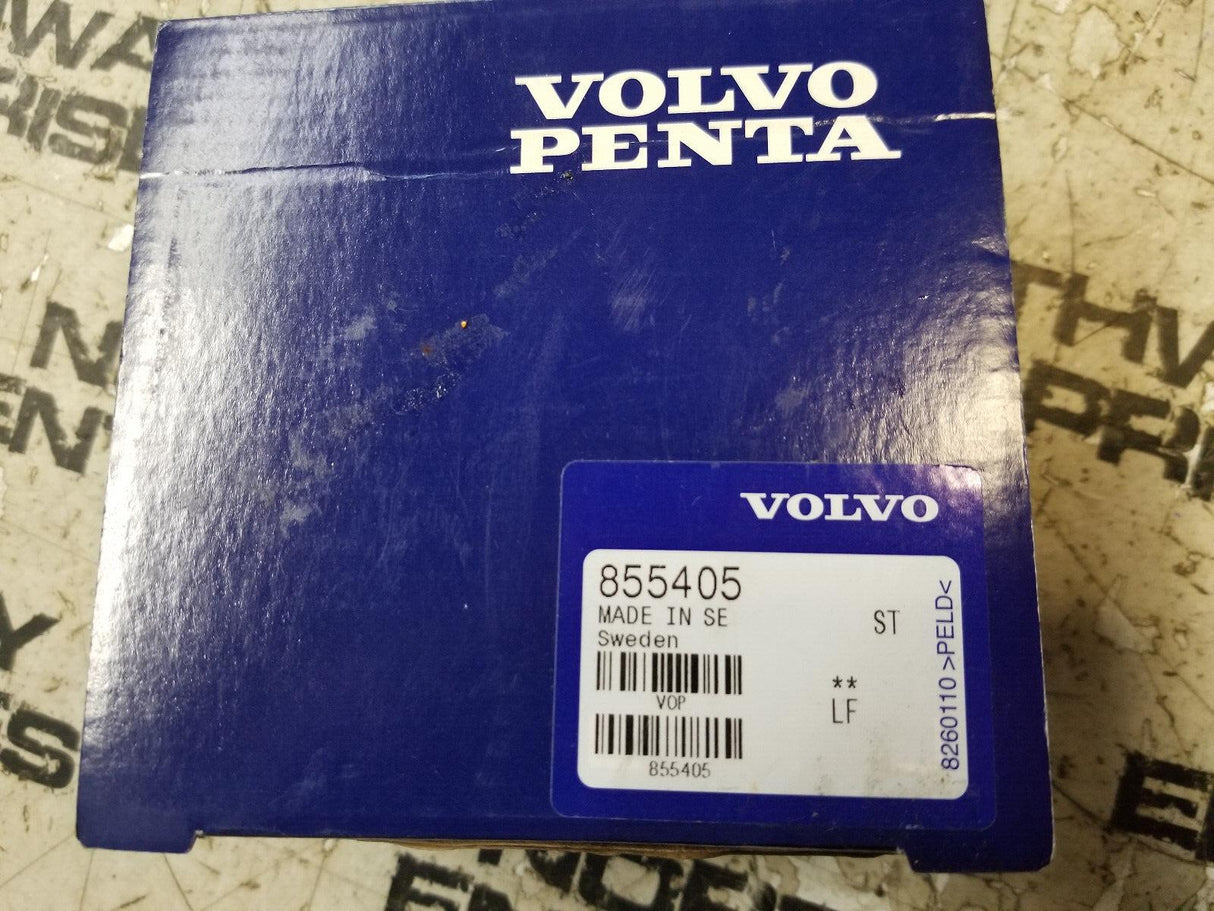 VOLVO
PENTA
VOLVO
855405
MADE IN SE
ST
Sweden
VOP
**
LF
855405
8260110 >PELD<